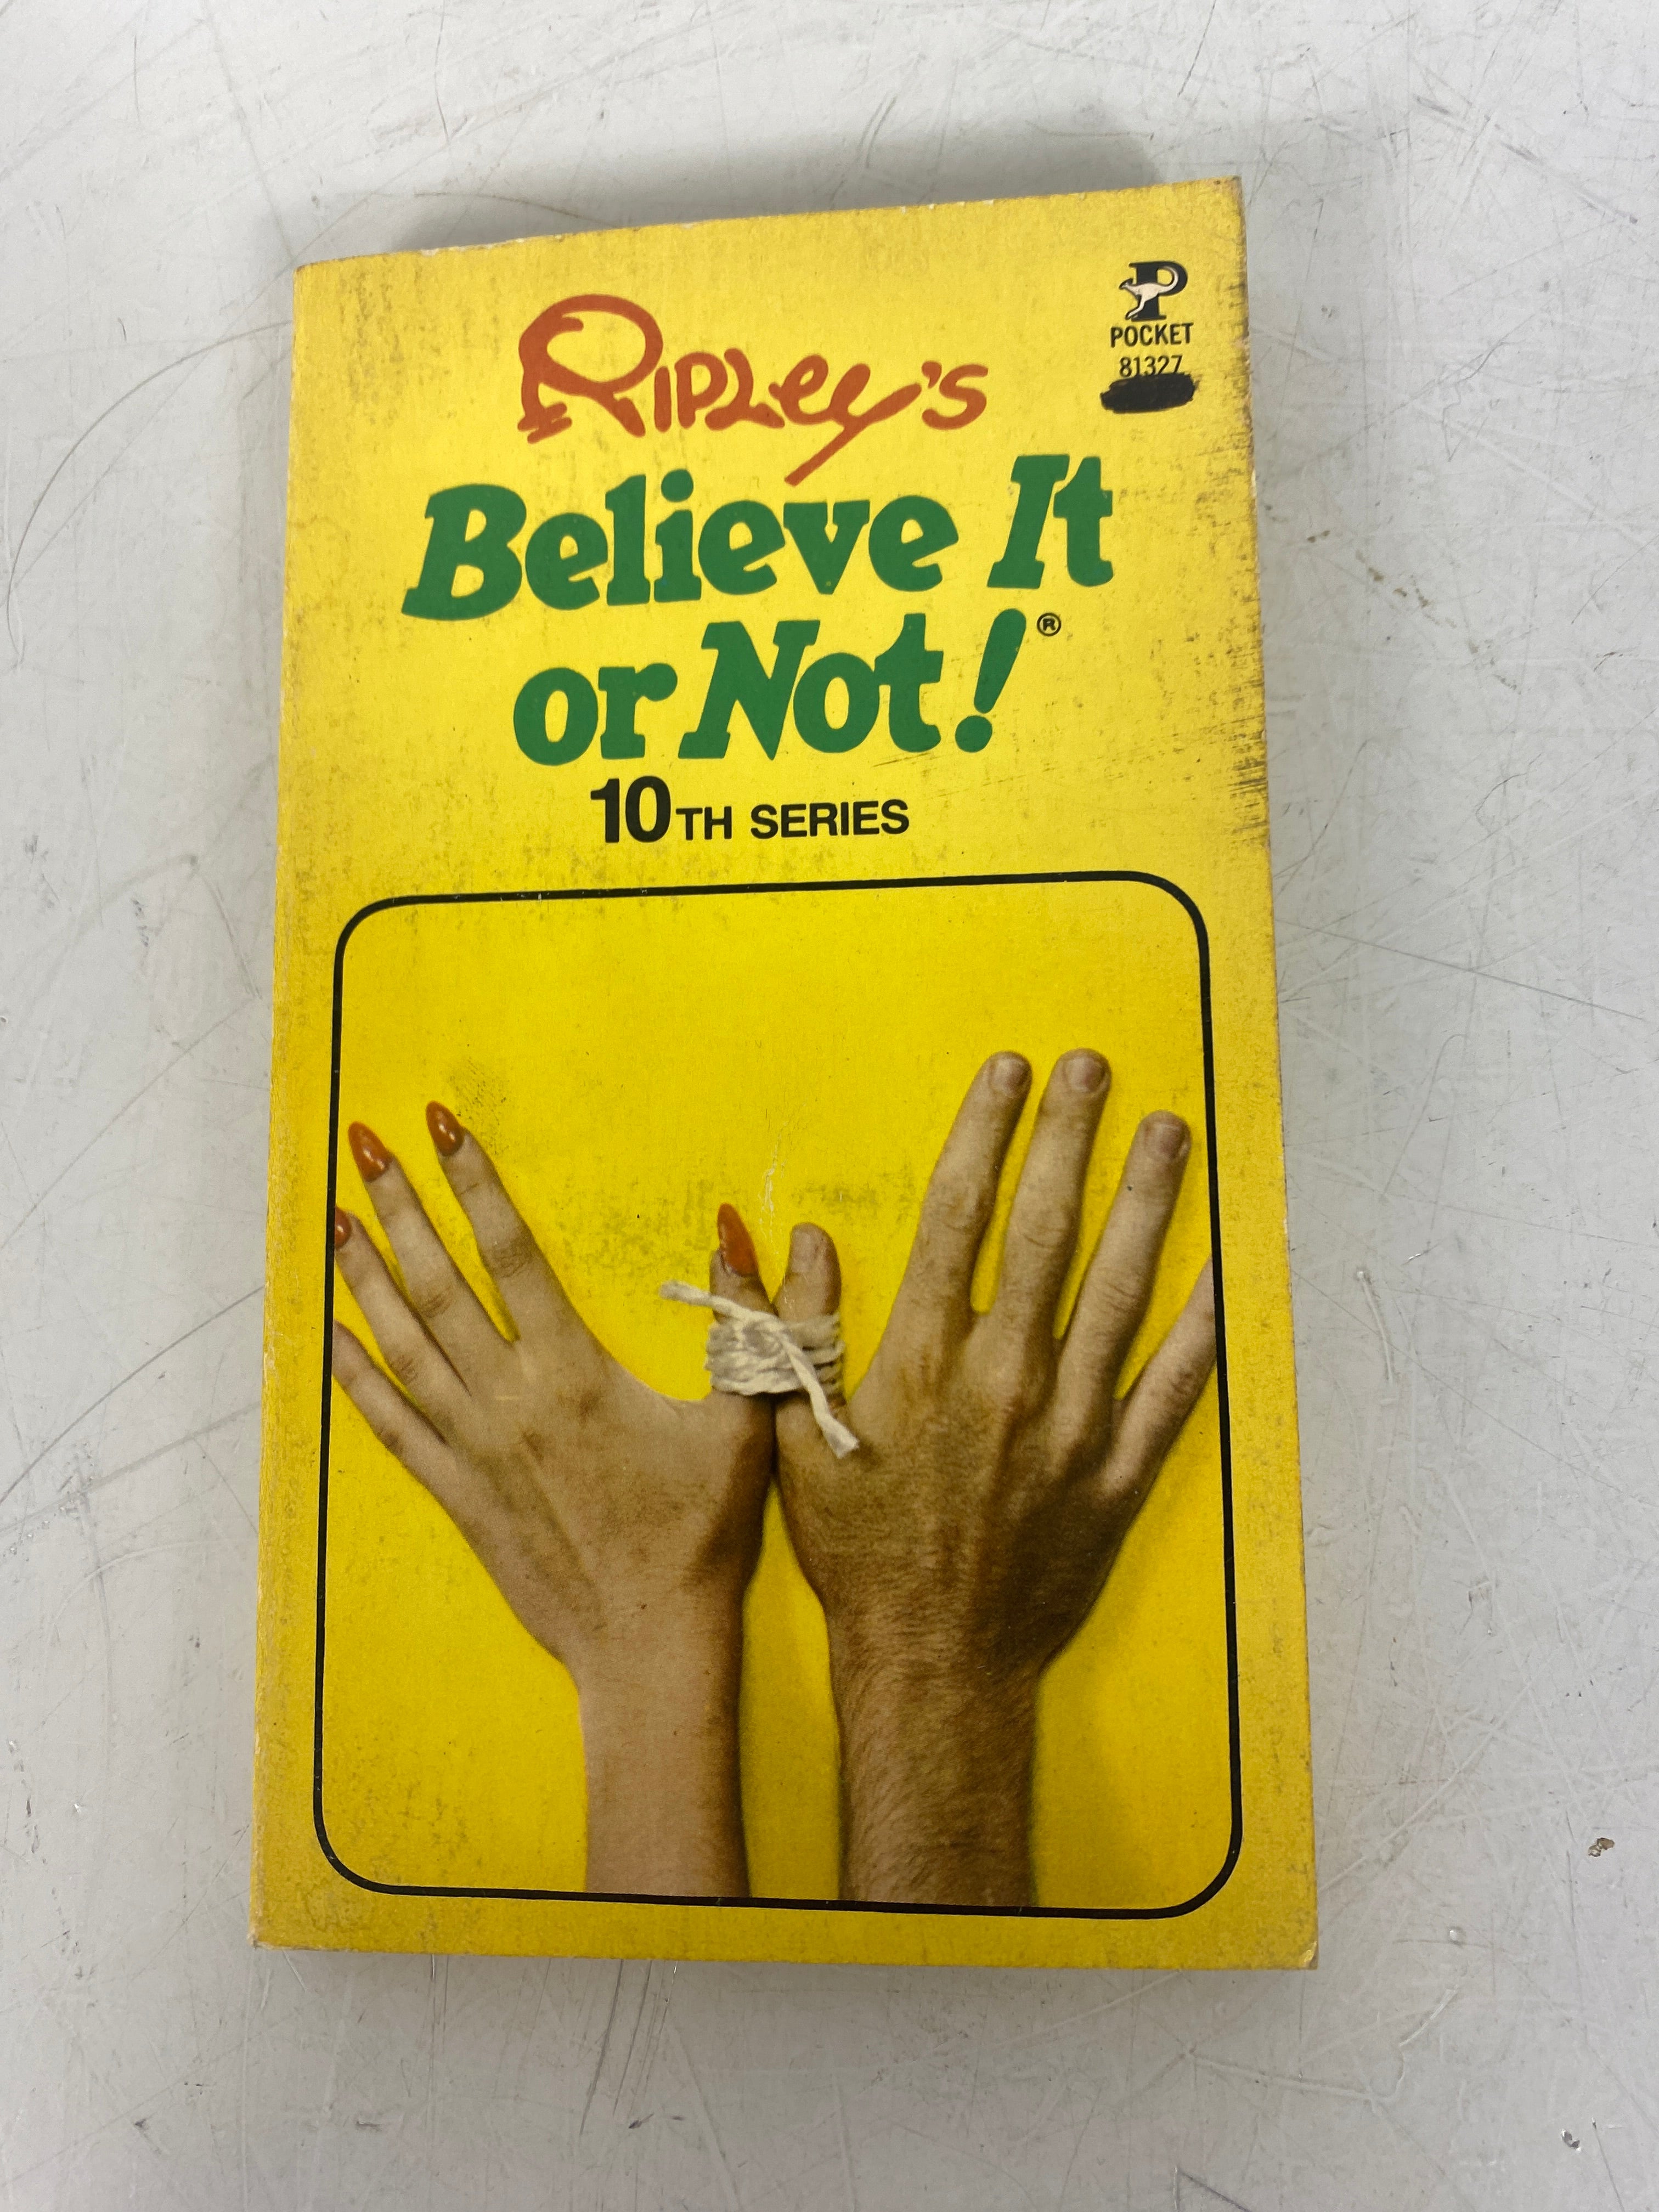 P
POCKET
81327
Ripley's
Believe It
or Not!®
10TH SERIES